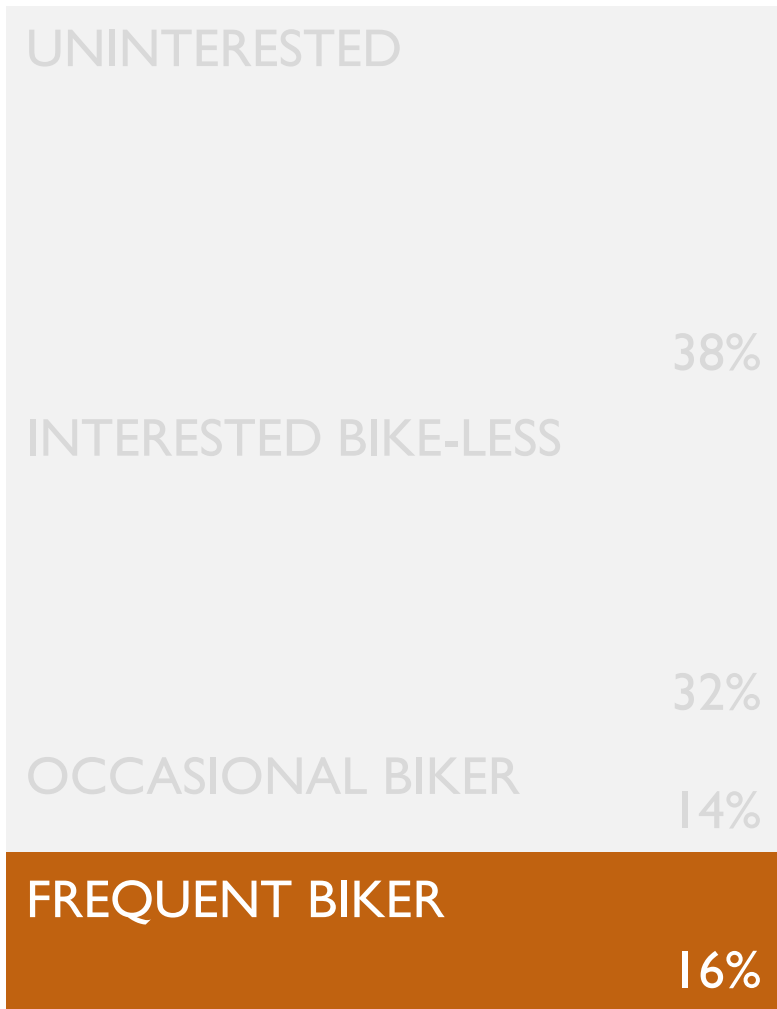 UNINTERESTED
38%
INTERESTED BIKE-LESS
32%
OCCASIONAL BIKER
14%
FREQUENT BIKER
16%